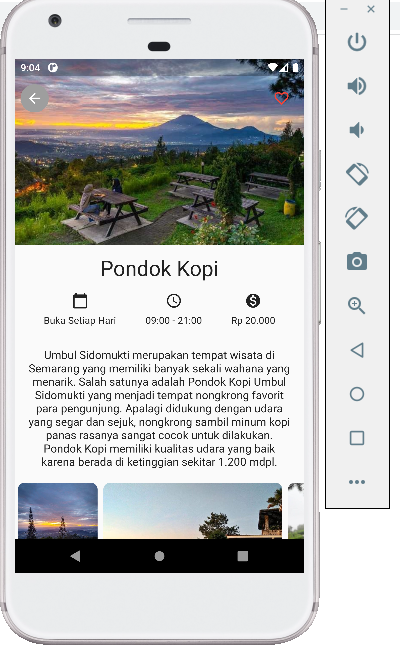 9:04
Pondok Kopi
Buka Setiap Hari
09:00 - 21:00
Rp 20.000
Umbul Sidomukti merupakan tempat wisata di
Semarang yang memiliki banyak sekali wahana yang
menarik. Salah satunya adalah Pondok Kopi Umbul
Sidomukti yang menjadi tempat nongkrong favorit
para pengunjung. Apalagi didukung dengan udara
yang segar dan sejuk, nongkrong sambil minum kopi
panas rasanya sangat cocok untuk dilakukan.
Pondok Kopi memiliki kualitas udara yang baik
karena berada di ketinggian sekitar 1.200 mdpl.